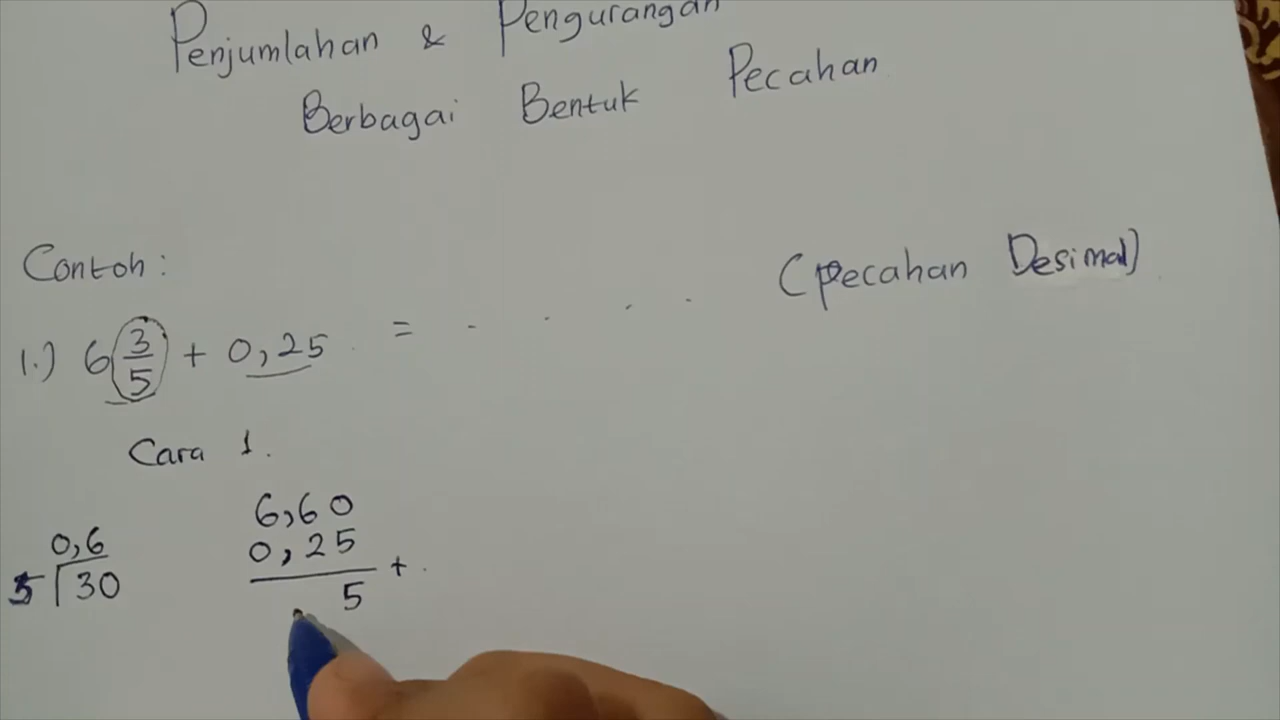 Penjumlahan & Pengurangan
Berbagai Bentuk Pecahan
Contoh:
(Pecahan Desimal)
1.) 6 3/5 + 0,25 = . . . .
Cara 1.
0,6
5 √30
6,60
0,25 +
5